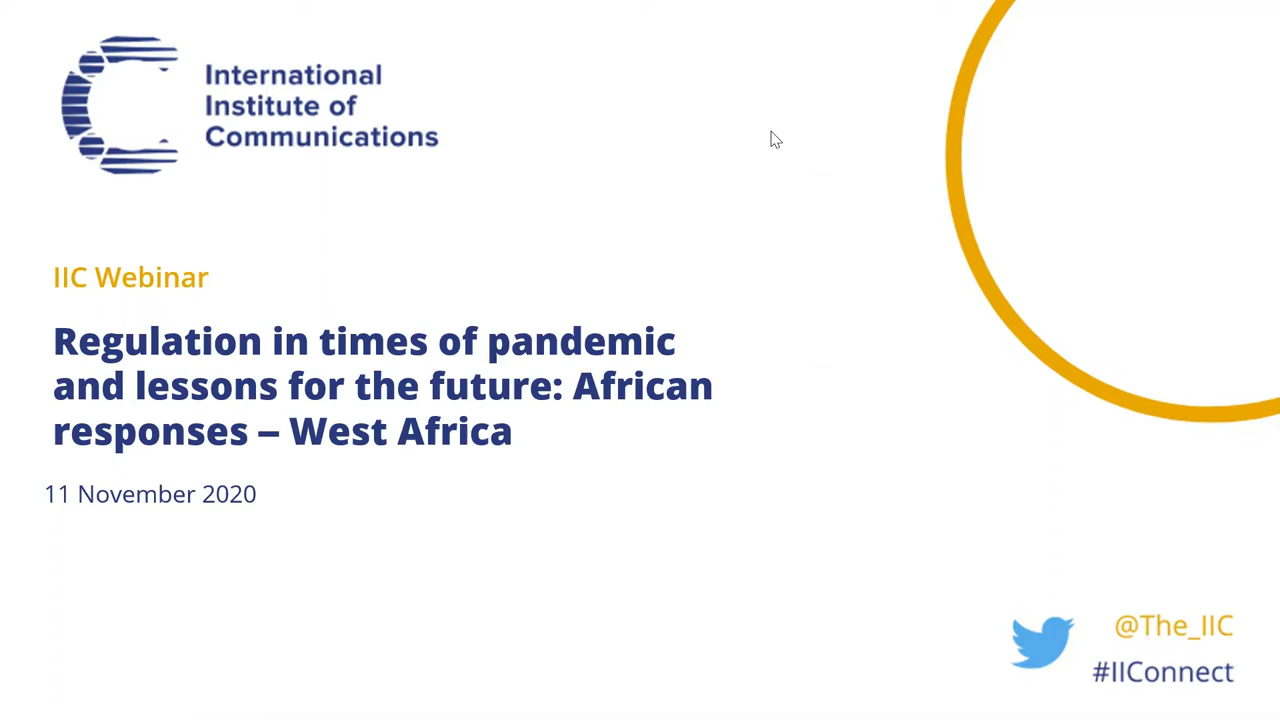 International
Institute of
Communications
IIC Webinar
Regulation in times of pandemic
and lessons for the future: African
responses – West Africa
11 November 2020
@The_IIC
#IIConnect